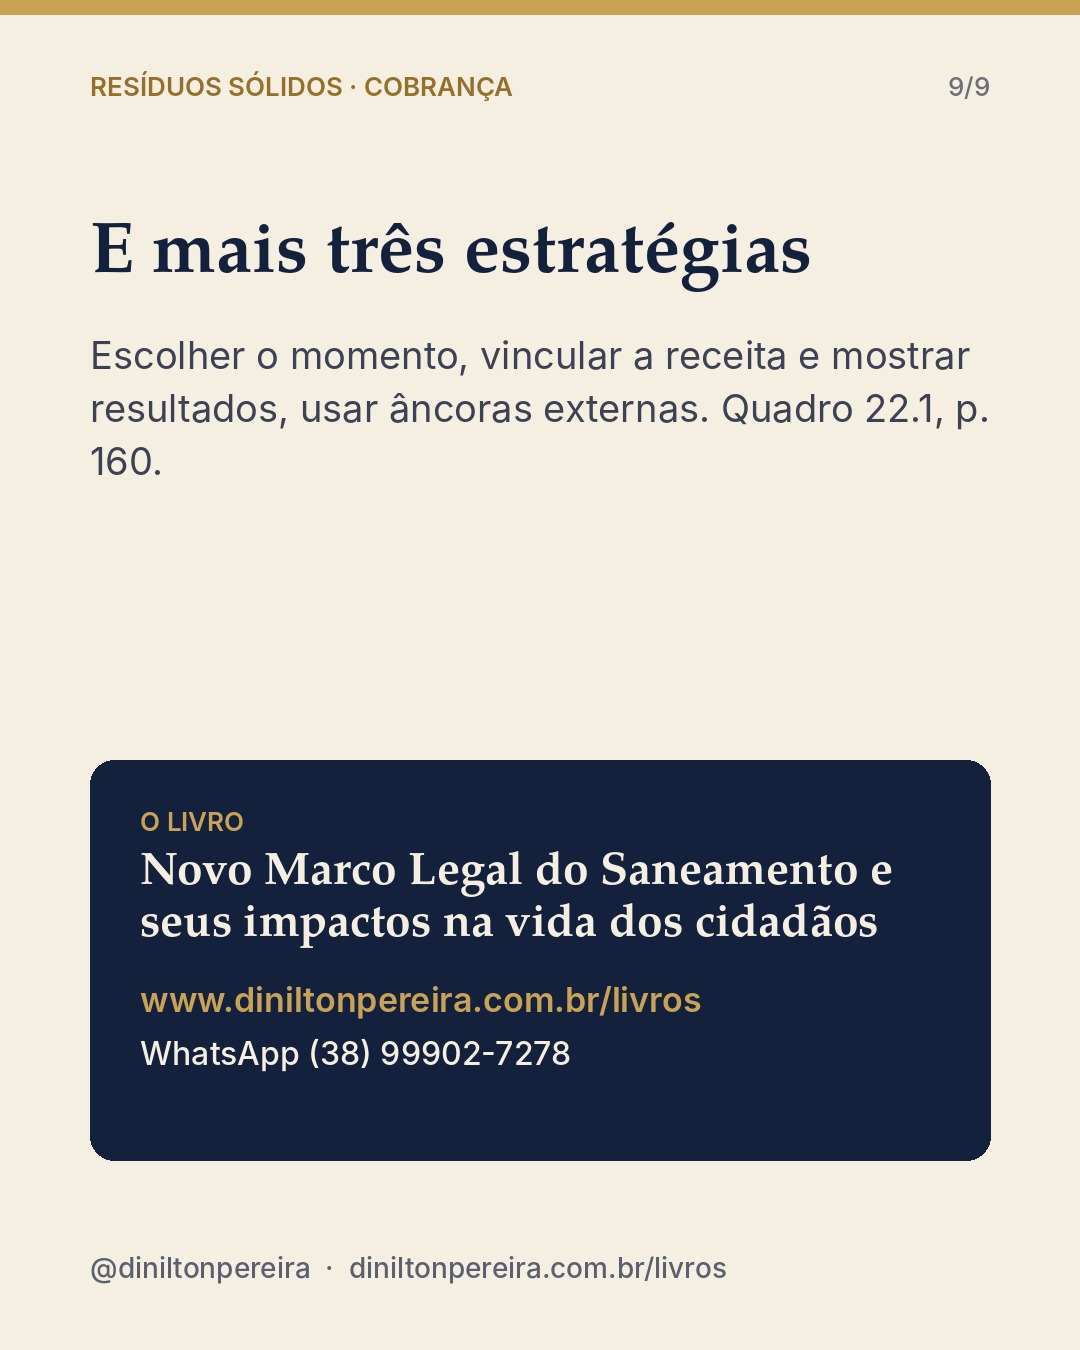 RESÍDUOS SÓLIDOS · COBRANÇA
9/9
E mais três estratégias
Escolher o momento, vincular a receita e mostrar
resultados, usar âncoras externas. Quadro 22.1, p.
160.
O LIVRO
Novo Marco Legal do Saneamento e
seus impactos na vida dos cidadãos
www.diniltonpereira.com.br/livros
WhatsApp (38) 99902-7278
@diniltonpereira · diniltonpereira.com.br/livros